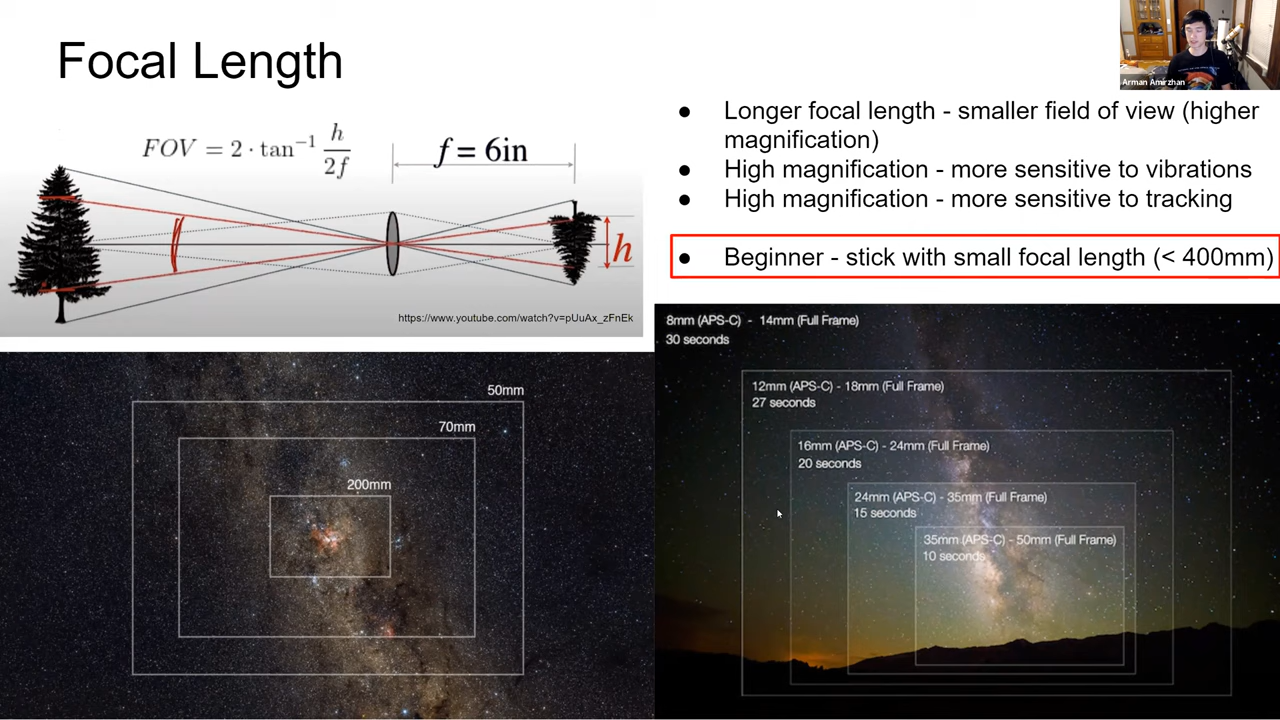 Focal Length
Arman Amirzhan
FOV = 2 · tan⁻¹ h/2f
f = 6in
h
https://www.youtube.com/watch?v=pUuAx_zFnEk
● Longer focal length - smaller field of view (higher
magnification)
● High magnification - more sensitive to vibrations
● High magnification - more sensitive to tracking
● Beginner - stick with small focal length (< 400mm)
50mm
70mm
200mm
8mm (APS-C) - 14mm (Full Frame)
30 seconds
12mm (APS-C) - 18mm (Full Frame)
27 seconds
16mm (APS-C) - 24mm (Full Frame)
20 seconds
24mm (APS-C) - 35mm (Full Frame)
15 seconds
35mm (APS-C) - 50mm (Full Frame)
10 seconds